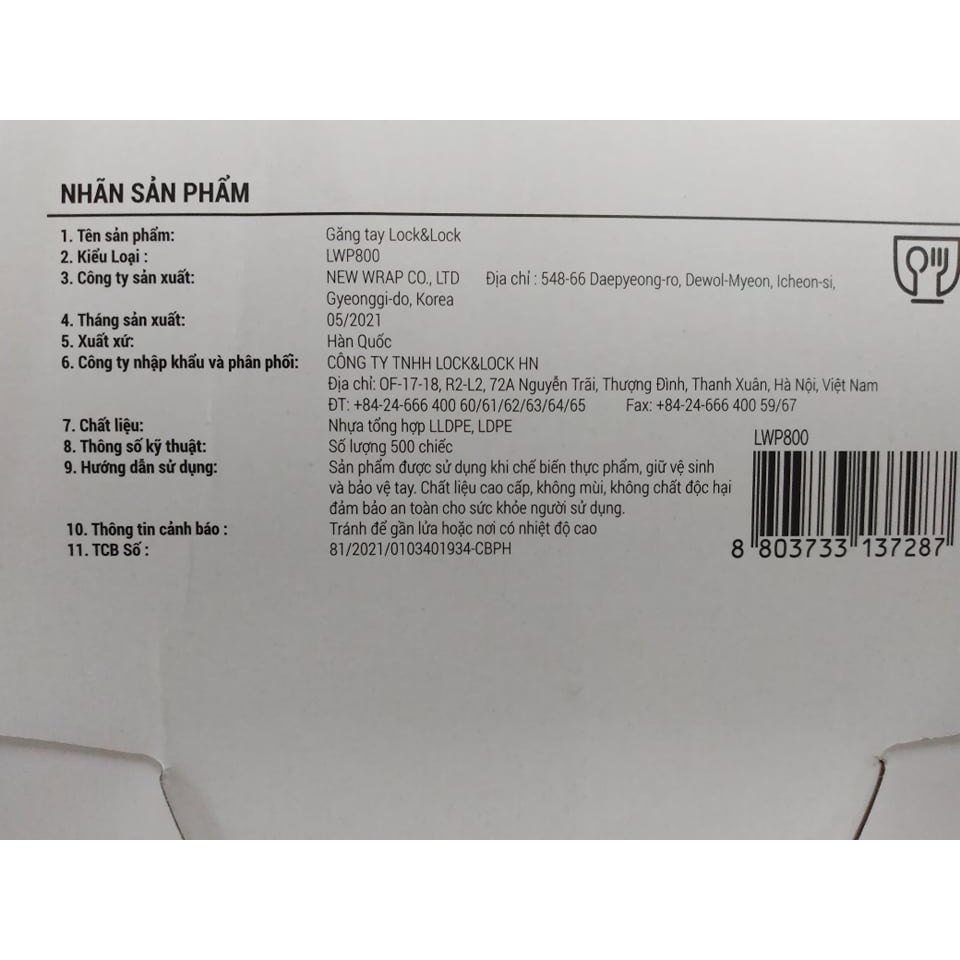 NHÃN SẢN PHẨM
1. Tên sản phẩm: Găng tay Lock&Lock
2. Kiểu Loại : LWP800
3. Công ty sản xuất: NEW WRAP CO., LTD Địa chỉ : 548-66 Daepyeong-ro, Dewol-Myeon, Icheon-si,
Gyeonggi-do, Korea
4. Tháng sản xuất: 05/2021
5. Xuất xứ: Hàn Quốc
6. Công ty nhập khẩu và phân phối: CÔNG TY TNHH LOCK&LOCK HN
Địa chỉ: OF-17-18, R2-L2, 72A Nguyễn Trãi, Thượng Đình, Thanh Xuân, Hà Nội, Việt Nam
ĐT: +84-24-666 400 60/61/62/63/64/65 Fax: +84-24-666 400 59/67
7. Chất liệu: Nhựa tổng hợp LLDPE, LDPE
8. Thông số kỹ thuật: Số lượng 500 chiếc
9. Hướng dẫn sử dụng: Sản phẩm được sử dụng khi chế biến thực phẩm, giữ vệ sinh
và bảo vệ tay. Chất liệu cao cấp, không mùi, không chất độc hại
đảm bảo an toàn cho sức khỏe người sử dụng.
10. Thông tin cảnh báo : Tránh để gần lửa hoặc nơi có nhiệt độ cao
11. TCB Số : 81/2021/0103401934-CBPH
LWP800
8 803733 137287